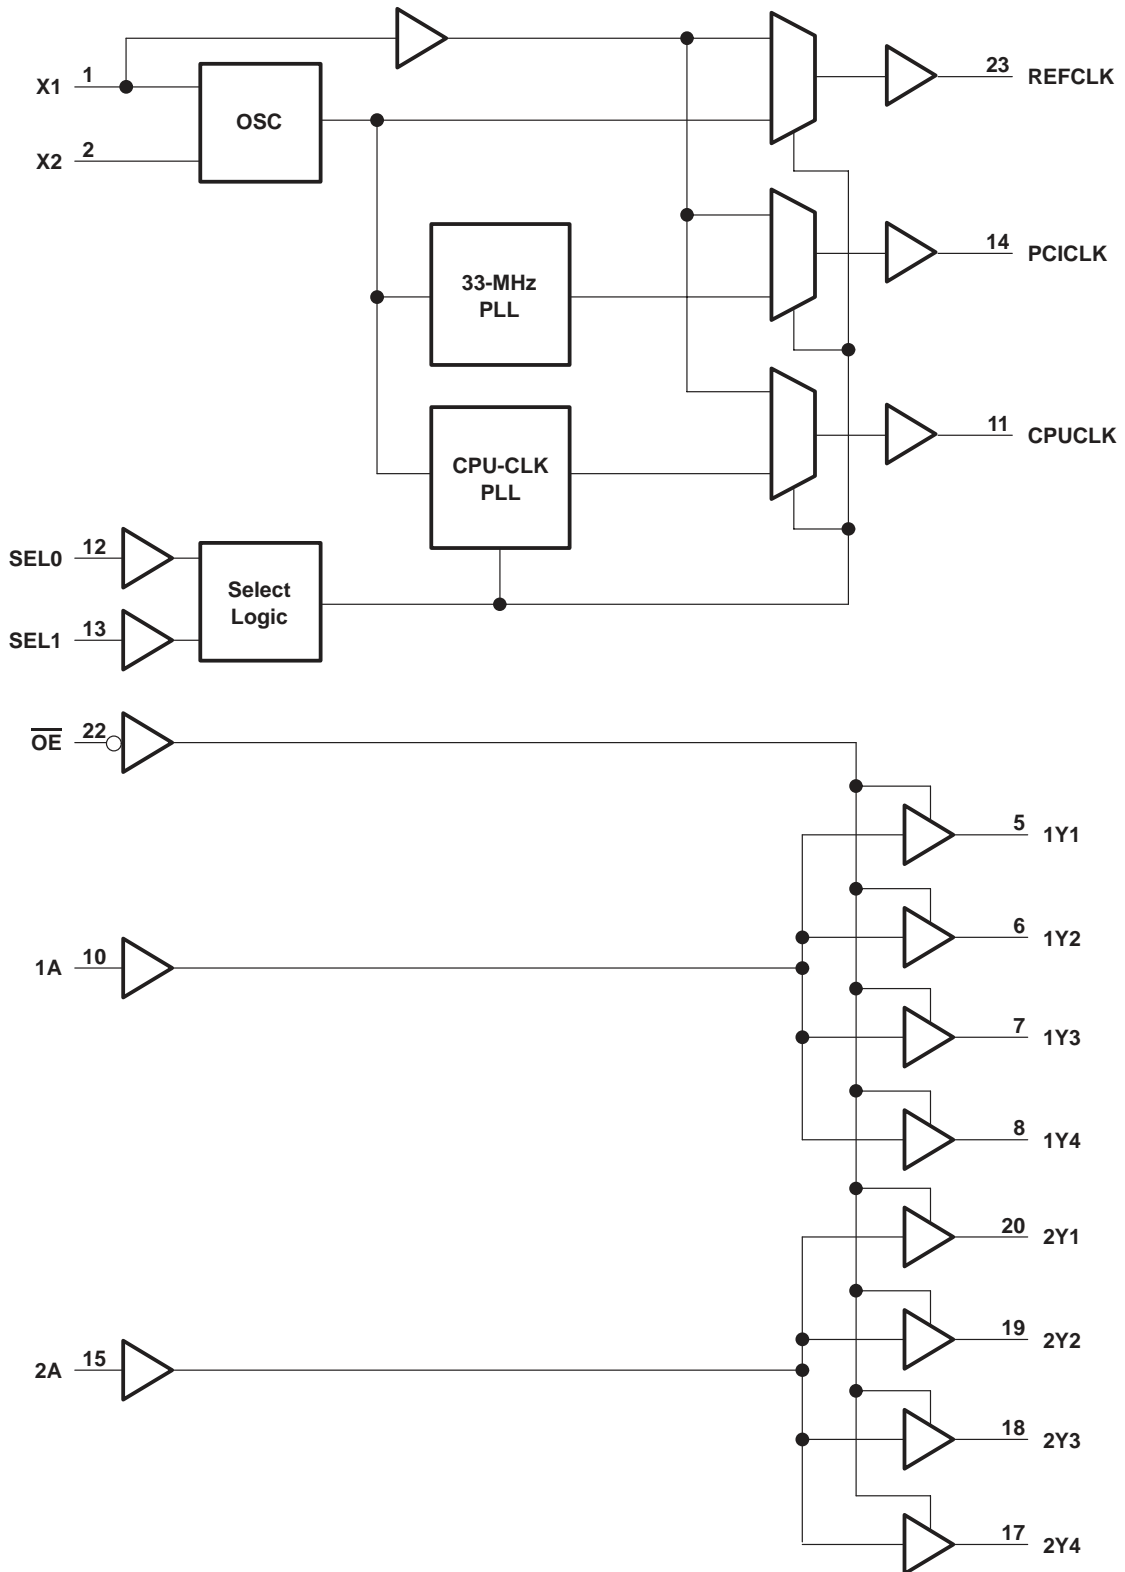 X1 1
OSC
X2 2
23 REFCLK
33-MHz
PLL
14 PCICLK
CPU-CLK
PLL
11 CPUCLK
SEL0 12
Select
Logic
SEL1 13
OE 22
5 1Y1
6 1Y2
1A 10
7 1Y3
8 1Y4
20 2Y1
19 2Y2
2A 15
18 2Y3
17 2Y4